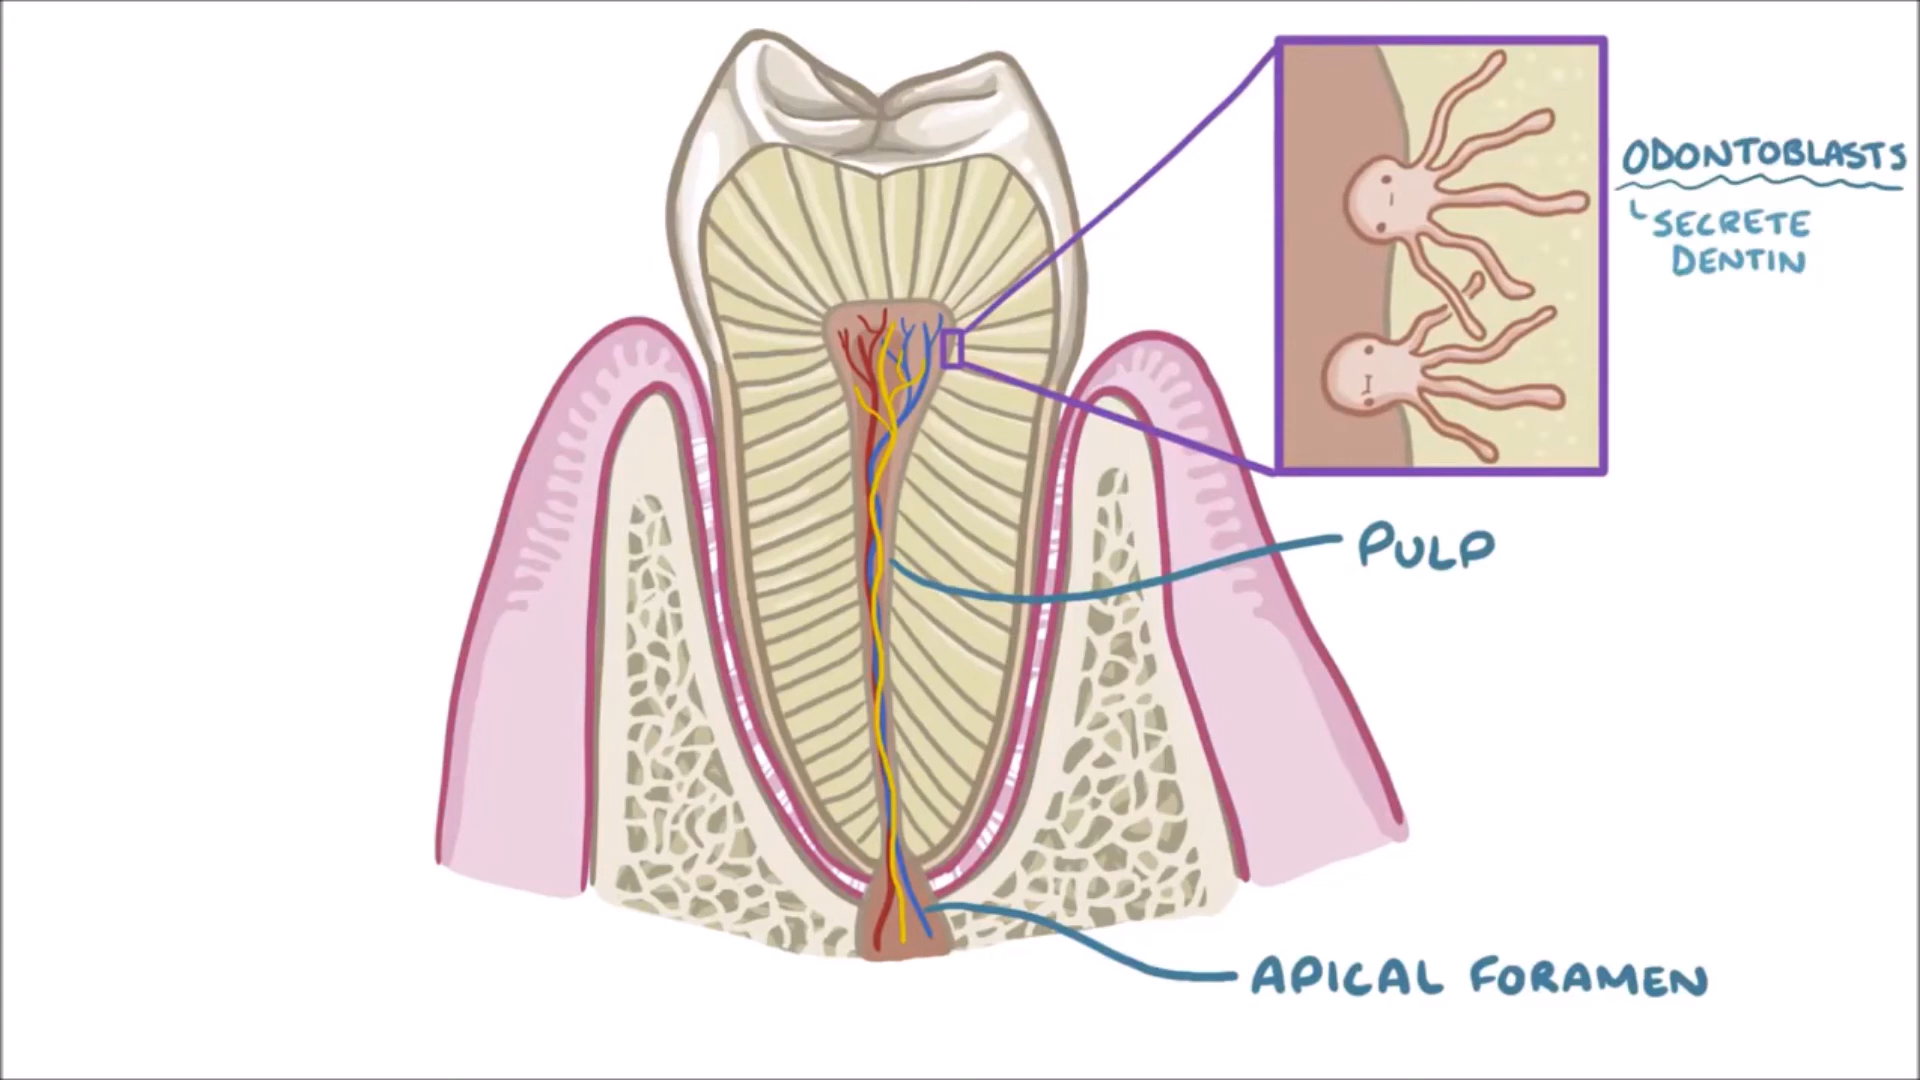 ODONTOBLASTS
SECRETE
DENTIN
PULP
APICAL FORAMEN